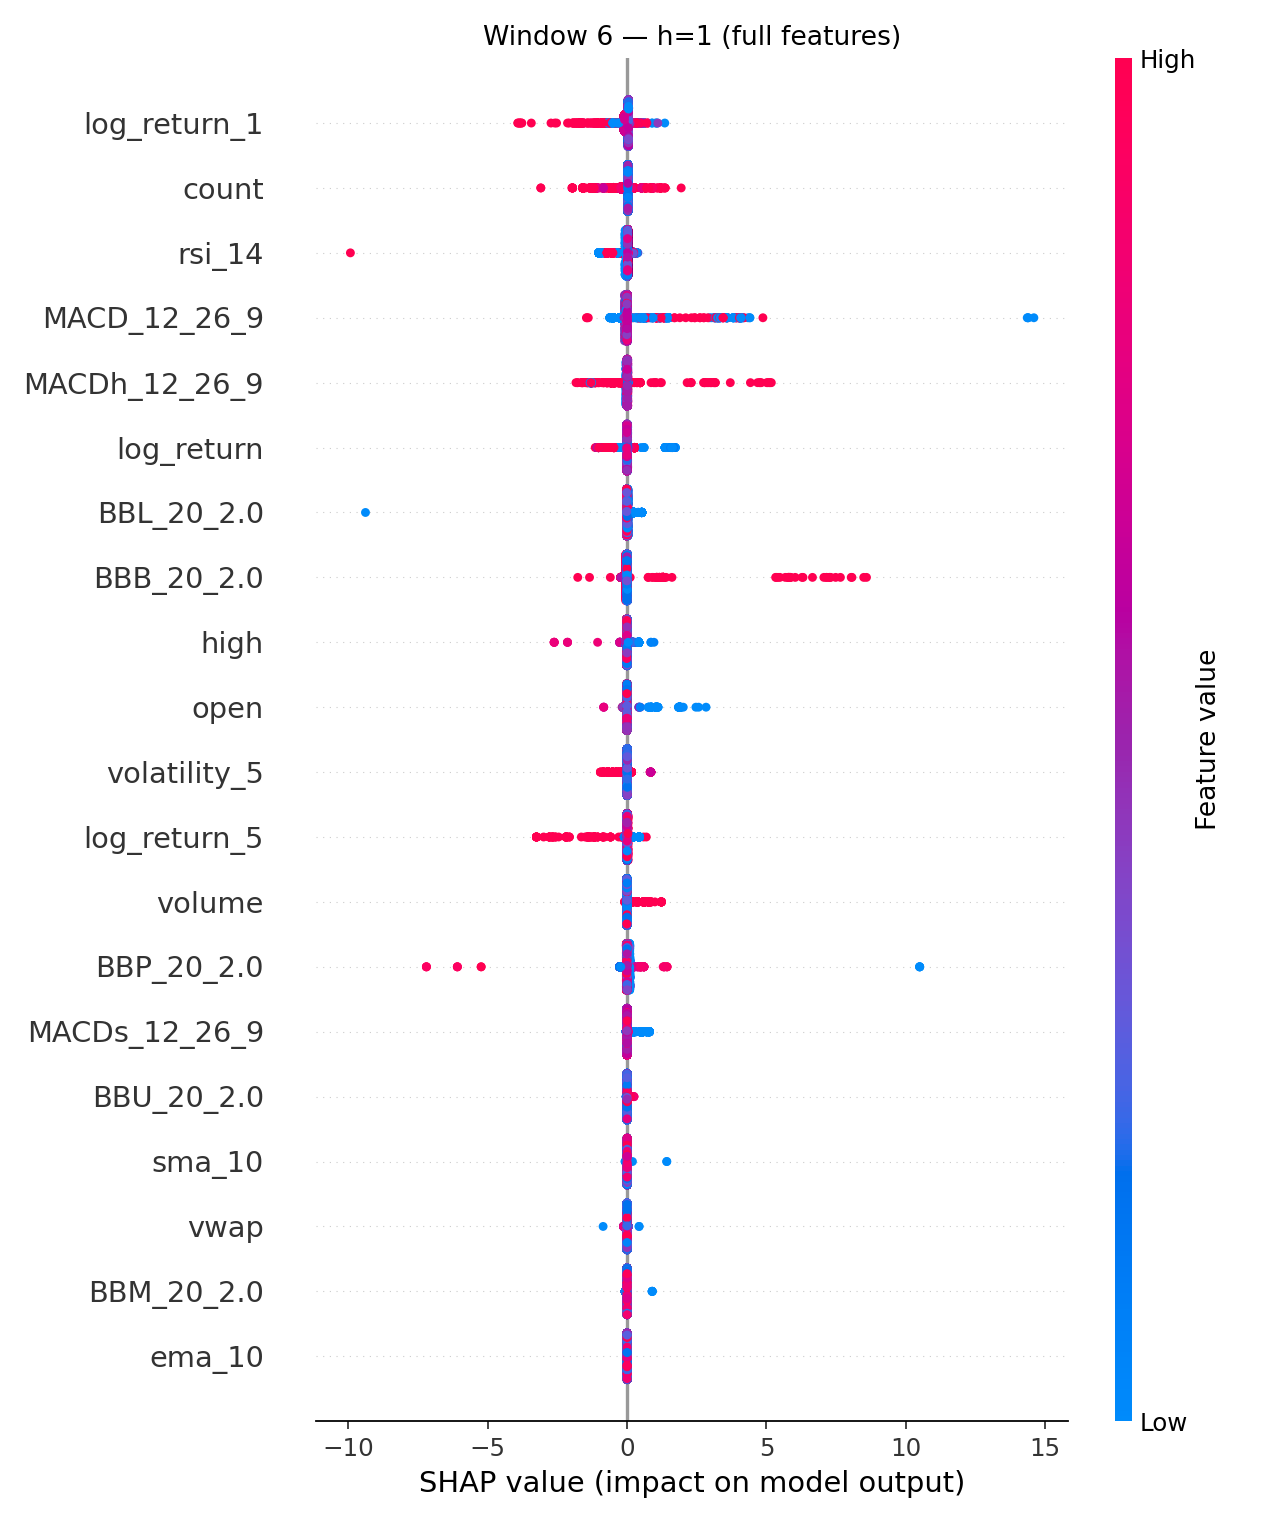 Window 6 — h=1 (full features)
High
log_return_1
count
rsi_14
MACD_12_26_9
MACDh_12_26_9
log_return
BBL_20_2.0
BBB_20_2.0
high
open
volatility_5
log_return_5
volume
BBP_20_2.0
MACDs_12_26_9
BBU_20_2.0
sma_10
vwap
BBM_20_2.0
ema_10
Feature value
Low
−10 −5 0 5 10 15
SHAP value (impact on model output)